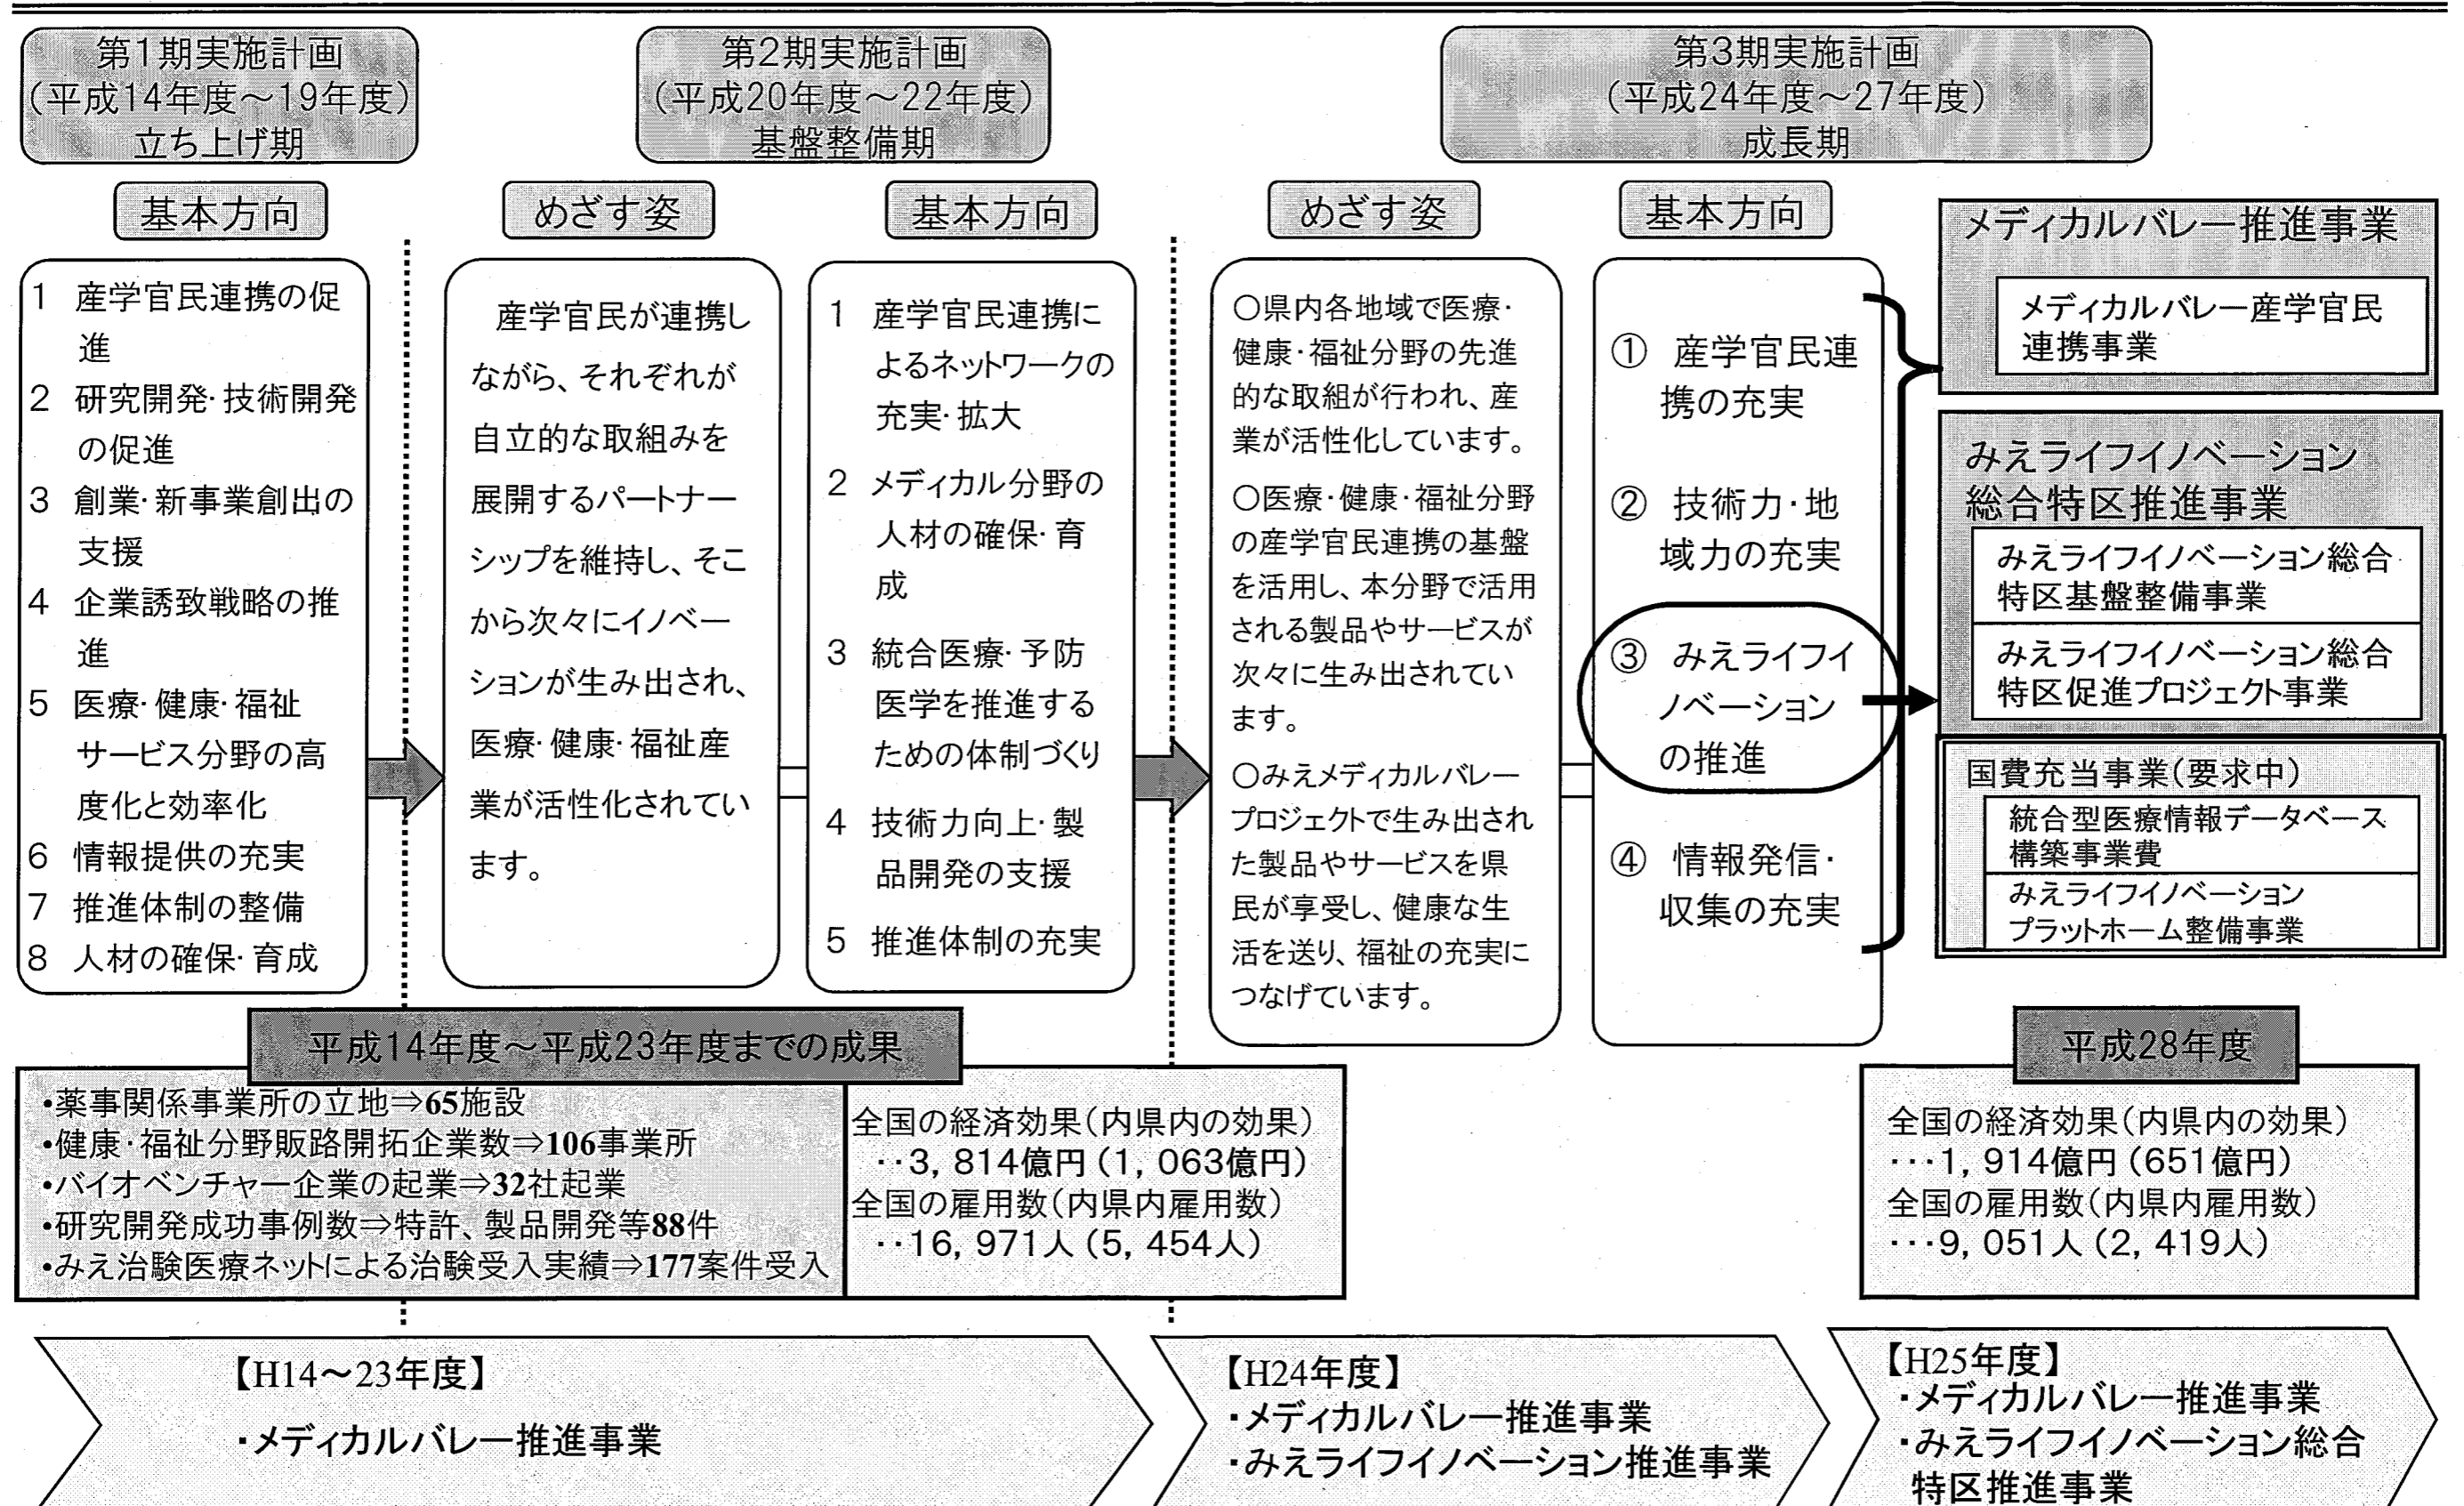 第1期実施計画
(平成14年度～19年度)
立ち上げ期
第2期実施計画
(平成20年度～22年度)
基盤整備期
第3期実施計画
(平成24年度～27年度)
成長期
基本方向
1 産学官民連携の促
進
2 研究開発・技術開発
の促進
3 創業・新事業創出の
支援
4 企業誘致戦略の推
進
5 医療・健康・福祉
サービス分野の高
度化と効率化
6 情報提供の充実
7 推進体制の整備
8 人材の確保・育成
めざす姿
産学官民が連携し
ながら、それぞれが
自立的な取組みを
展開するパートナー
シップを維持し、そこ
から次々にイノベー
ションが生み出され、
医療・健康・福祉産
業が活性化されてい
ます。
基本方向
1 産学官民連携に
よるネットワークの
充実・拡大
2 メディカル分野の
人材の確保・育
成
3 統合医療・予防
医学を推進する
ための体制づくり
4 技術力向上・製
品開発の支援
5 推進体制の充実
めざす姿
○県内各地域で医療・
健康・福祉分野の先進
的な取組が行われ、産
業が活性化しています。
○医療・健康・福祉分野
の産学官民連携の基盤
を活用し、本分野で活用
される製品やサービスが
次々に生み出されてい
ます。
○みえメディカルバレー
プロジェクトで生み出され
た製品やサービスを県
民が享受し、健康な生
活を送り、福祉の充実に
つなげています。
基本方向
① 産学官民連
携の充実
② 技術力・地
域力の充実
③ みえライフイ
ノベーション
の推進
④ 情報発信・
収集の充実
メディカルバレー推進事業
メディカルバレー産学官民
連携事業
みえライフイノベーション
総合特区推進事業
みえライフイノベーション総合
特区基盤整備事業
みえライフイノベーション総合
特区促進プロジェクト事業
国費充当事業(要求中)
統合型医療情報データベース
構築事業費
みえライフイノベーション
プラットホーム整備事業
平成14年度～平成23年度までの成果
•薬事関係事業所の立地⇒65施設
•健康・福祉分野販路開拓企業数⇒106事業所
•バイオベンチャー企業の起業⇒32社起業
•研究開発成功事例数⇒特許、製品開発等88件
•みえ治験医療ネットによる治験受入実績⇒177案件受入
全国の経済効果(内県内の効果)
‥3,814億円(1,063億円)
全国の雇用数(内県内雇用数)
‥16,971人(5,454人)
平成28年度
全国の経済効果(内県内の効果)
…1,914億円(651億円)
全国の雇用数(内県内雇用数)
…9,051人(2,419人)
【H14～23年度】
・メディカルバレー推進事業
【H24年度】
・メディカルバレー推進事業
・みえライフイノベーション推進事業
【H25年度】
・メディカルバレー推進事業
・みえライフイノベーション総合
特区推進事業